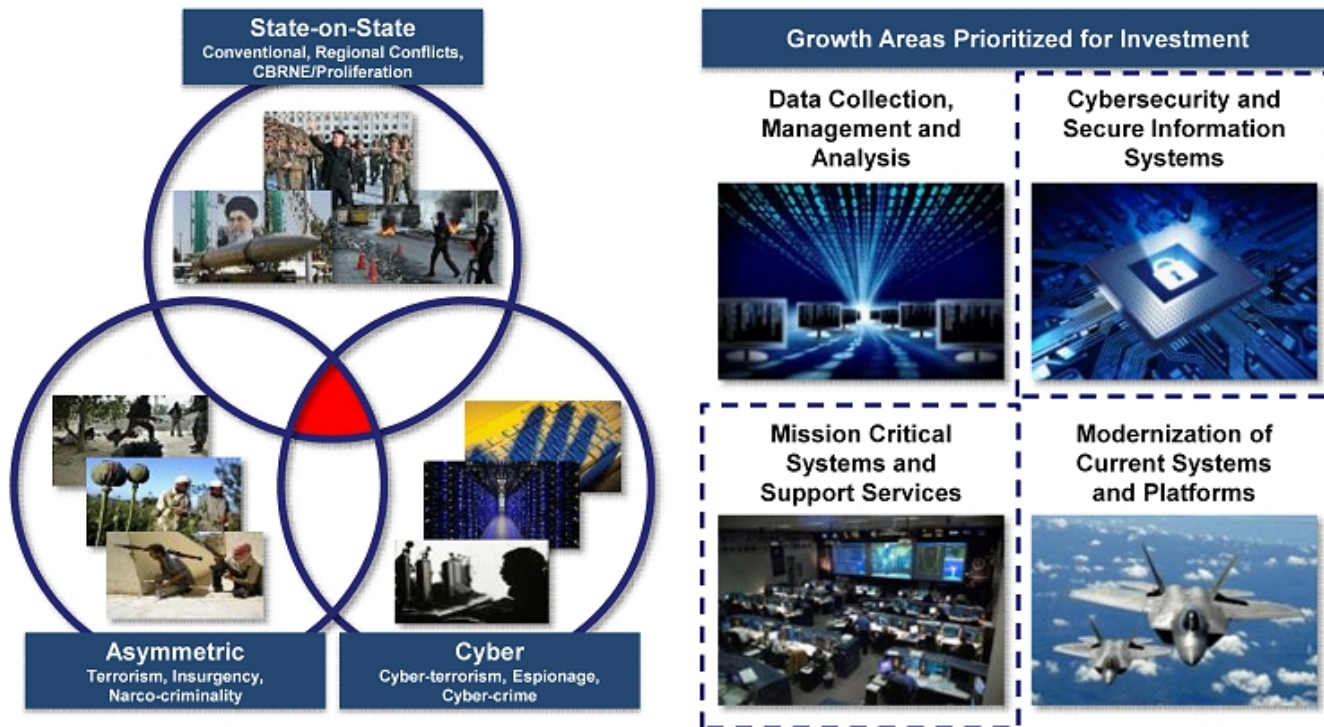 State-on-State
Conventional, Regional Conflicts,
CBRNE/Proliferation
Asymmetric
Terrorism, Insurgency,
Narco-criminality
Cyber
Cyber-terrorism, Espionage,
Cyber-crime
Growth Areas Prioritized for Investment
Data Collection,
Management and
Analysis
Cybersecurity and
Secure Information
Systems
Mission Critical
Systems and
Support Services
Modernization of
Current Systems
and Platforms